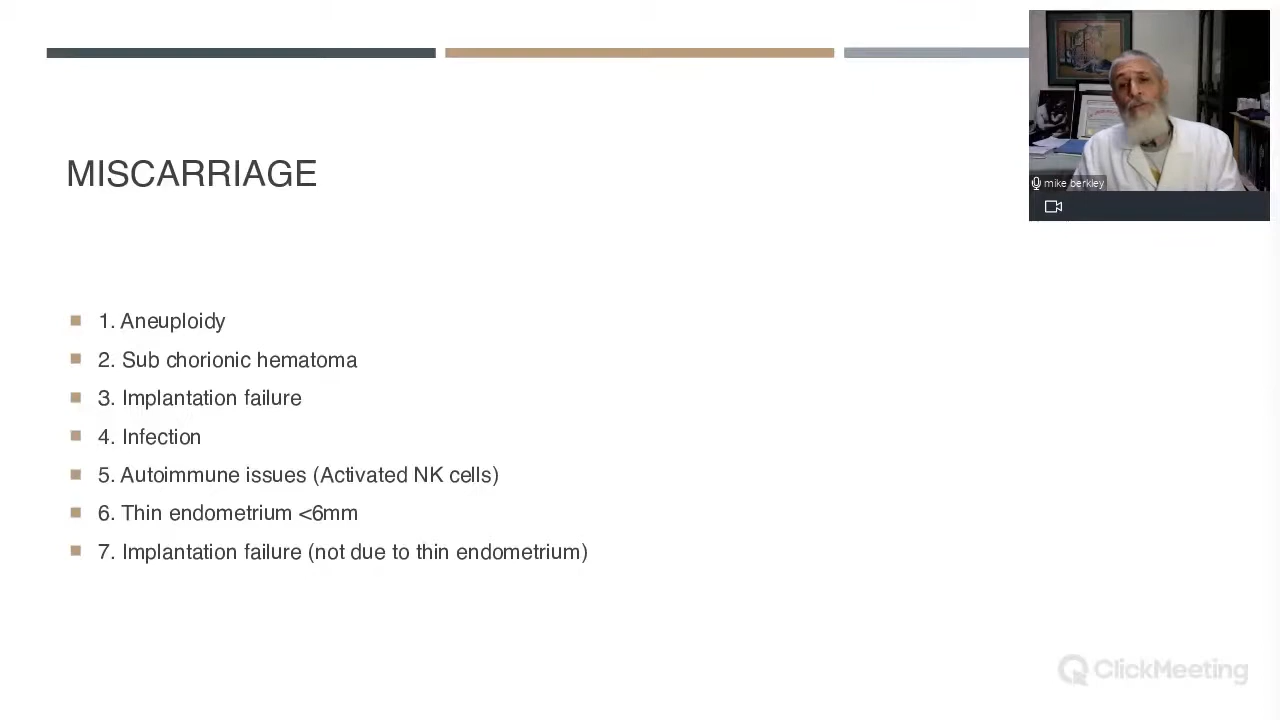 MISCARRIAGE
1. Aneuploidy
2. Sub chorionic hematoma
3. Implantation failure
4. Infection
5. Autoimmune issues (Activated NK cells)
6. Thin endometrium <6mm
7. Implantation failure (not due to thin endometrium)
mike berkley
ClickMeeting